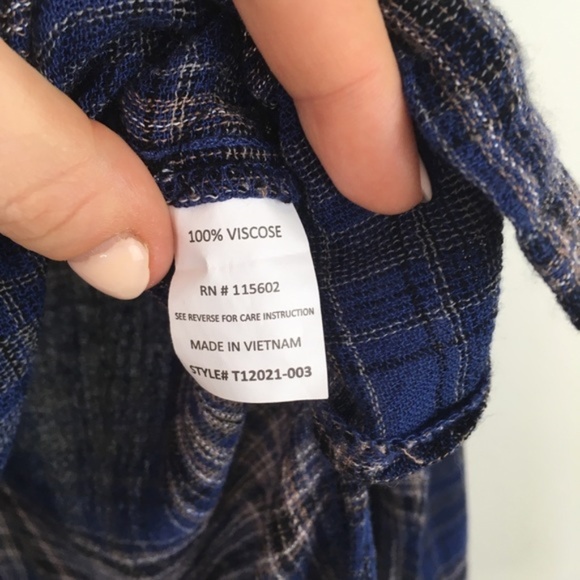 100% VISCOSE
RN # 115602
SEE REVERSE FOR CARE INSTRUCTION
MADE IN VIETNAM
STYLE# T12021-003